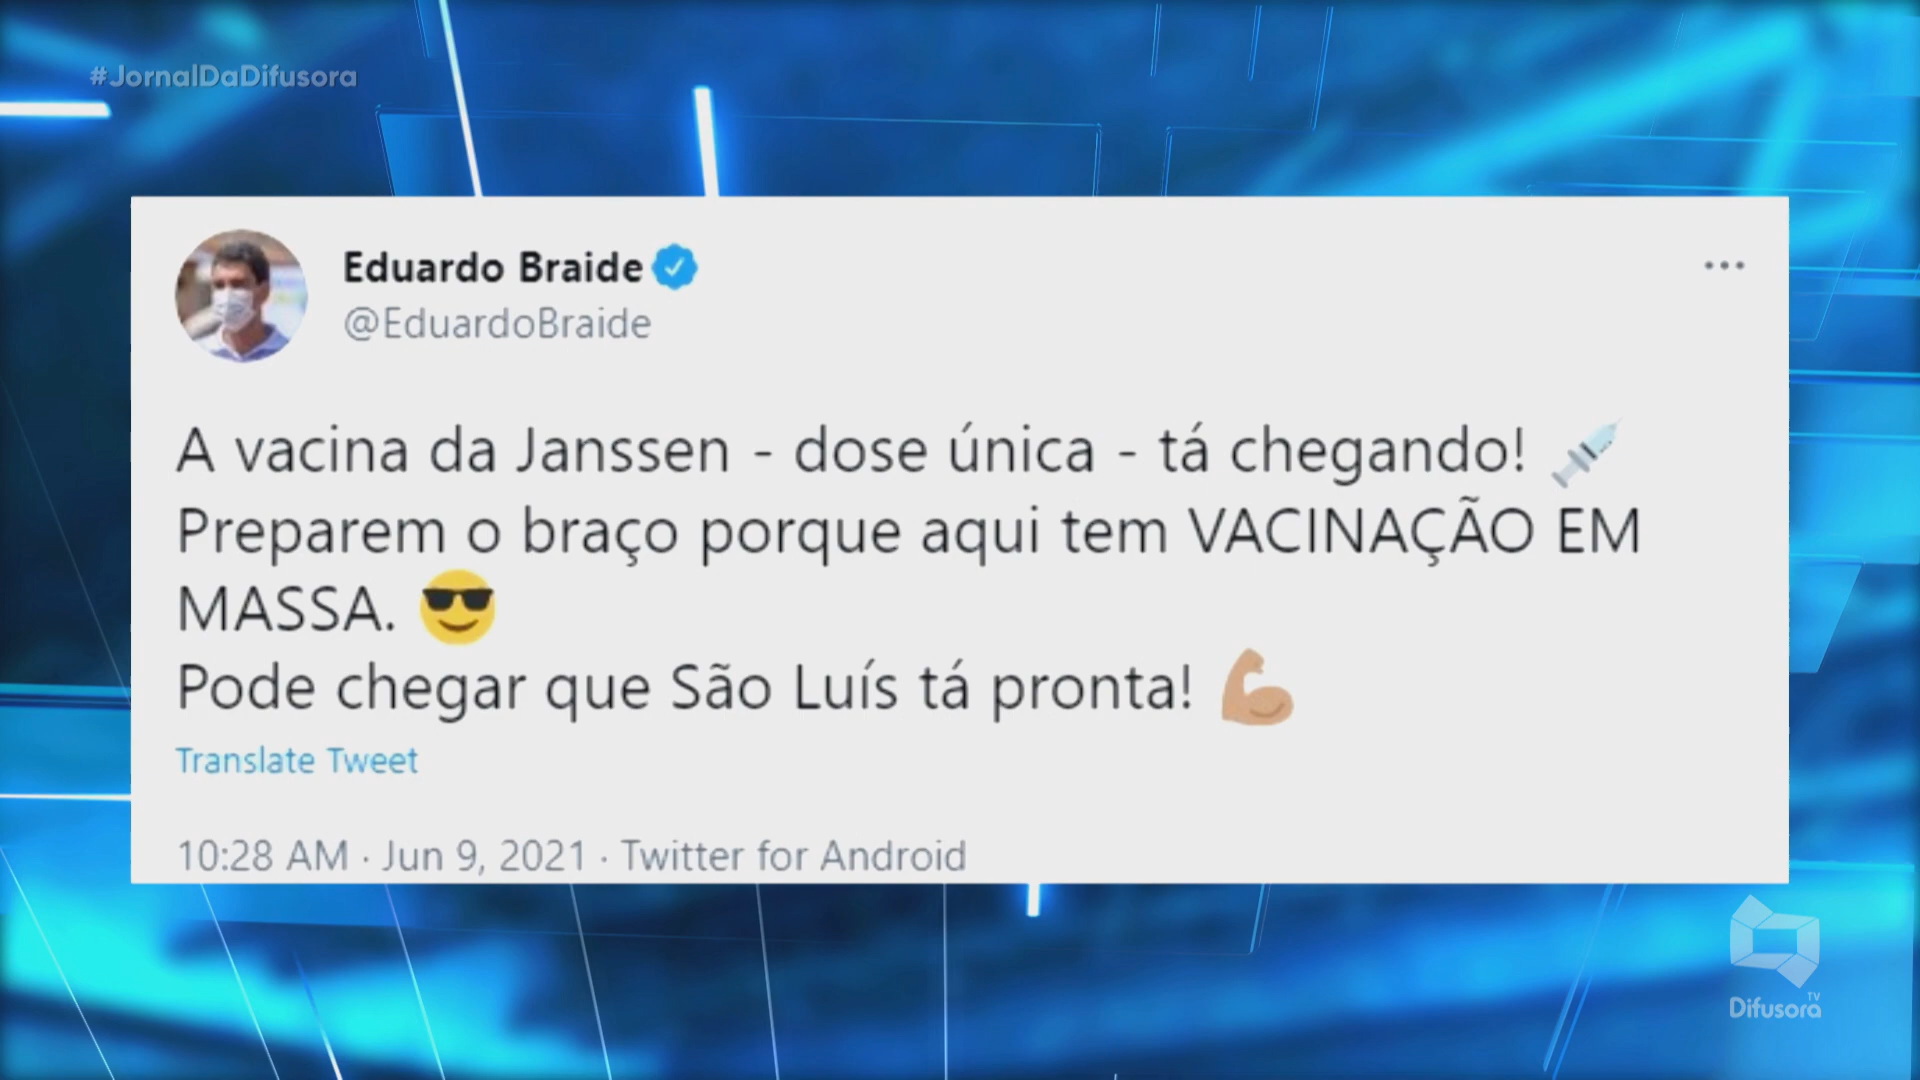 #JornalDaDifusora
Eduardo Braide
@EduardoBraide
A vacina da Janssen - dose única - tá chegando! 💉
Preparem o braço porque aqui tem VACINAÇÃO EM
MASSA. 😎
Pode chegar que São Luís tá pronta! 💪🏼
Translate Tweet
10:28 AM · Jun 9, 2021 · Twitter for Android
TV
Difusora